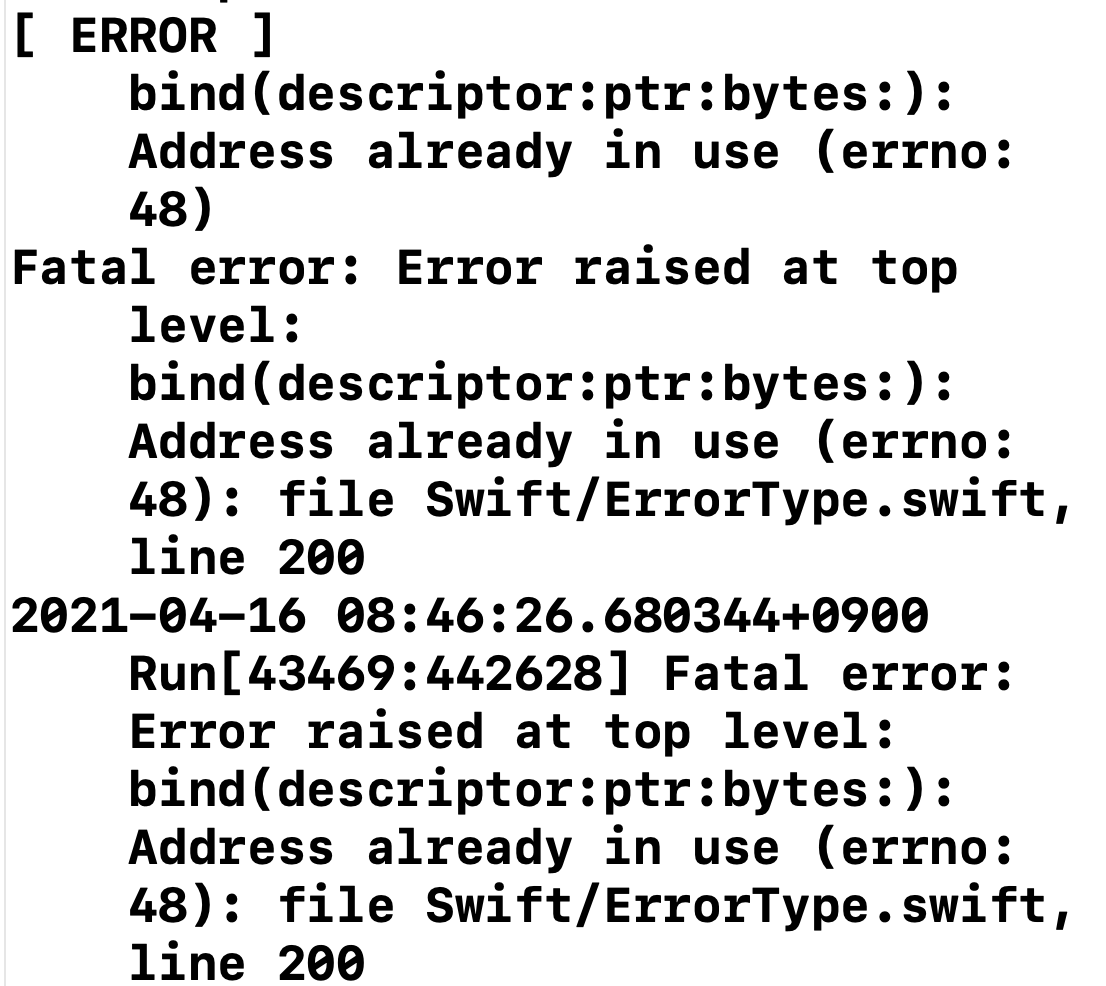 [ ERROR ]
bind(descriptor:ptr:bytes:):
Address already in use (errno:
48)
Fatal error: Error raised at top
level:
bind(descriptor:ptr:bytes:):
Address already in use (errno:
48): file Swift/ErrorType.swift,
line 200
2021-04-16 08:46:26.680344+0900
Run[43469:442628] Fatal error:
Error raised at top level:
bind(descriptor:ptr:bytes:):
Address already in use (errno:
48): file Swift/ErrorType.swift,
line 200